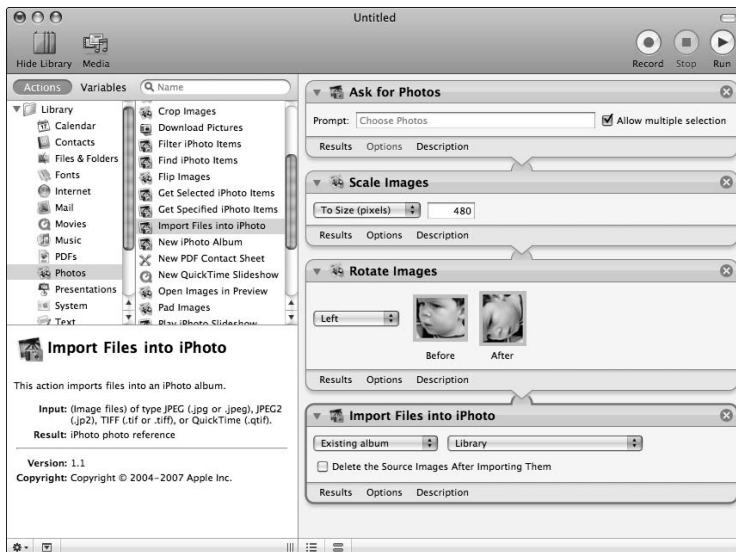 Untitled
Hide Library
Media
Record
Stop
Run
Actions
Variables
Name
Library
Calendar
Contacts
Files & Folders
Fonts
Internet
Mail
Movies
Music
PDFs
Photos
Presentations
System
Text
Crop Images
Download Pictures
Filter iPhoto Items
Find iPhoto Items
Flip Images
Get Selected iPhoto Items
Get Specified iPhoto Items
Import Files into iPhoto
New iPhoto Album
New PDF Contact Sheet
New QuickTime Slideshow
Open Images in Preview
Pad Images
Play iPhoto Slideshow
Import Files into iPhoto
This action imports files into an iPhoto album.
Input: (Image files) of type JPEG (.jpg or .jpeg), JPEG2
(.jp2), TIFF (.tif or .tiff), or QuickTime (.qtif).
Result: iPhoto photo reference
Version: 1.1
Copyright: Copyright © 2004–2007 Apple Inc.
Ask for Photos
Prompt: Choose Photos
Allow multiple selection
Results Options Description
Scale Images
To Size (pixels) 480
Results Options Description
Rotate Images
Left
Before After
Results Options Description
Import Files into iPhoto
Existing album Library
Delete the Source Images After Importing Them
Results Options Description